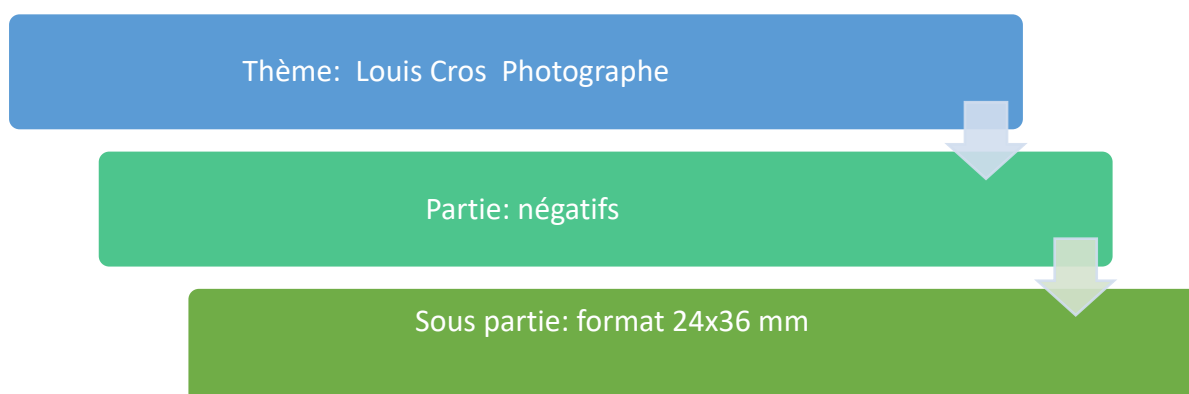 Thème: Louis Cros Photographe
Partie: négatifs
Sous partie: format 24x36 mm